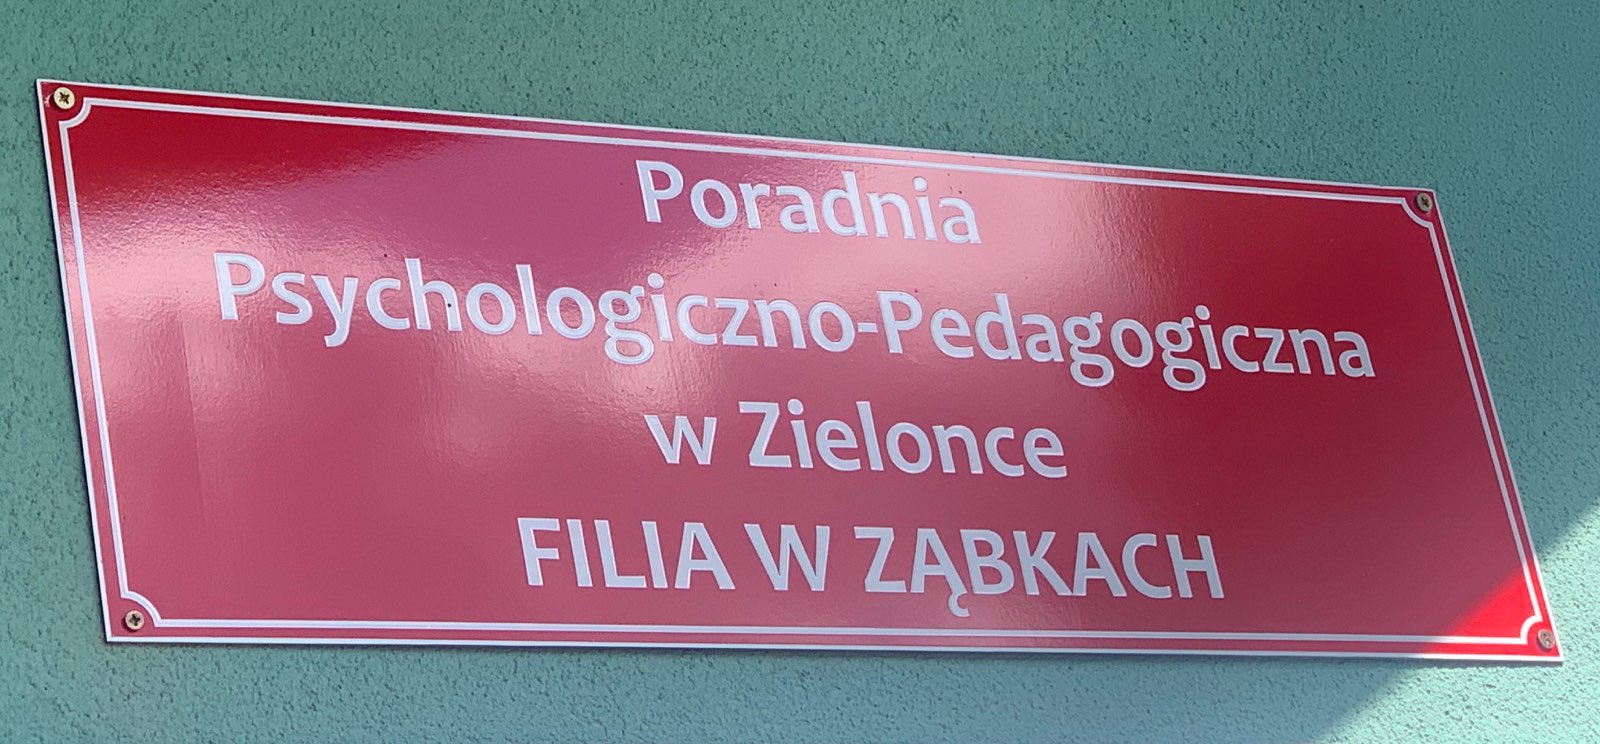 Poradnia
Psychologiczno-Pedagogiczna
w Zielonce
FILIA W ZĄBKACH